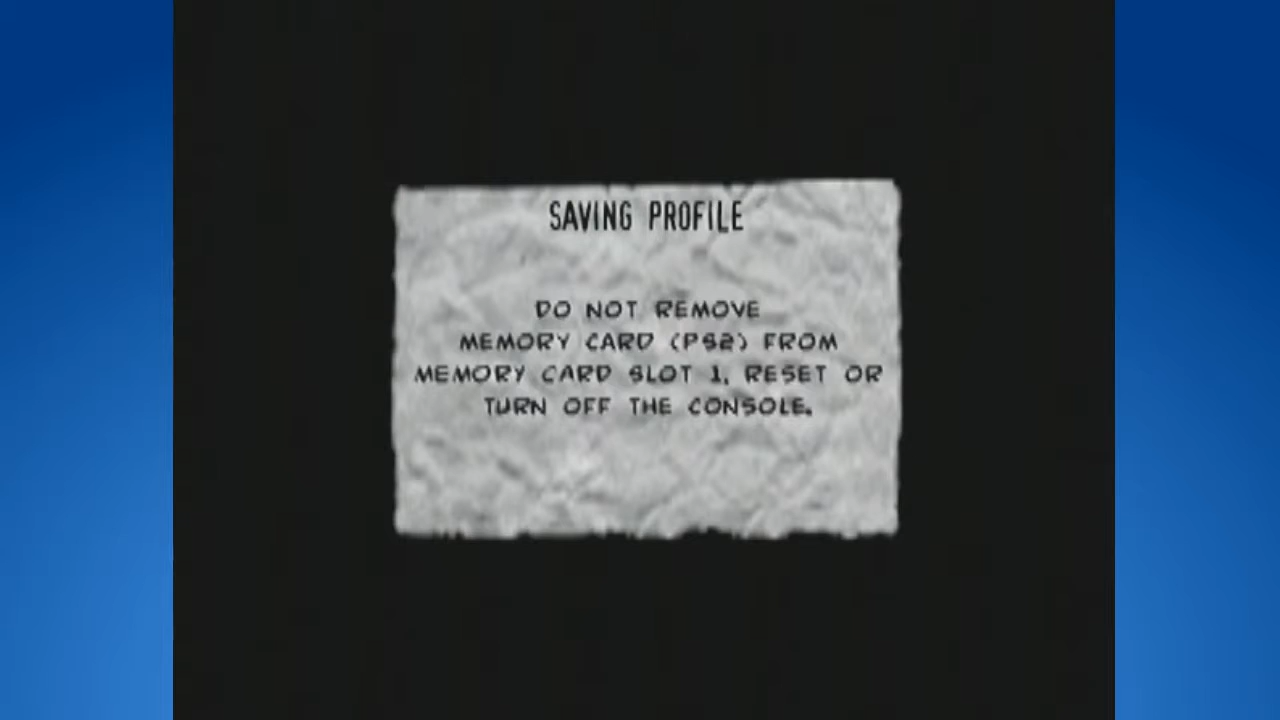 SAVING PROFILE
DO NOT REMOVE
MEMORY CARD (PS2) FROM
MEMORY CARD SLOT 1, RESET OR
TURN OFF THE CONSOLE.